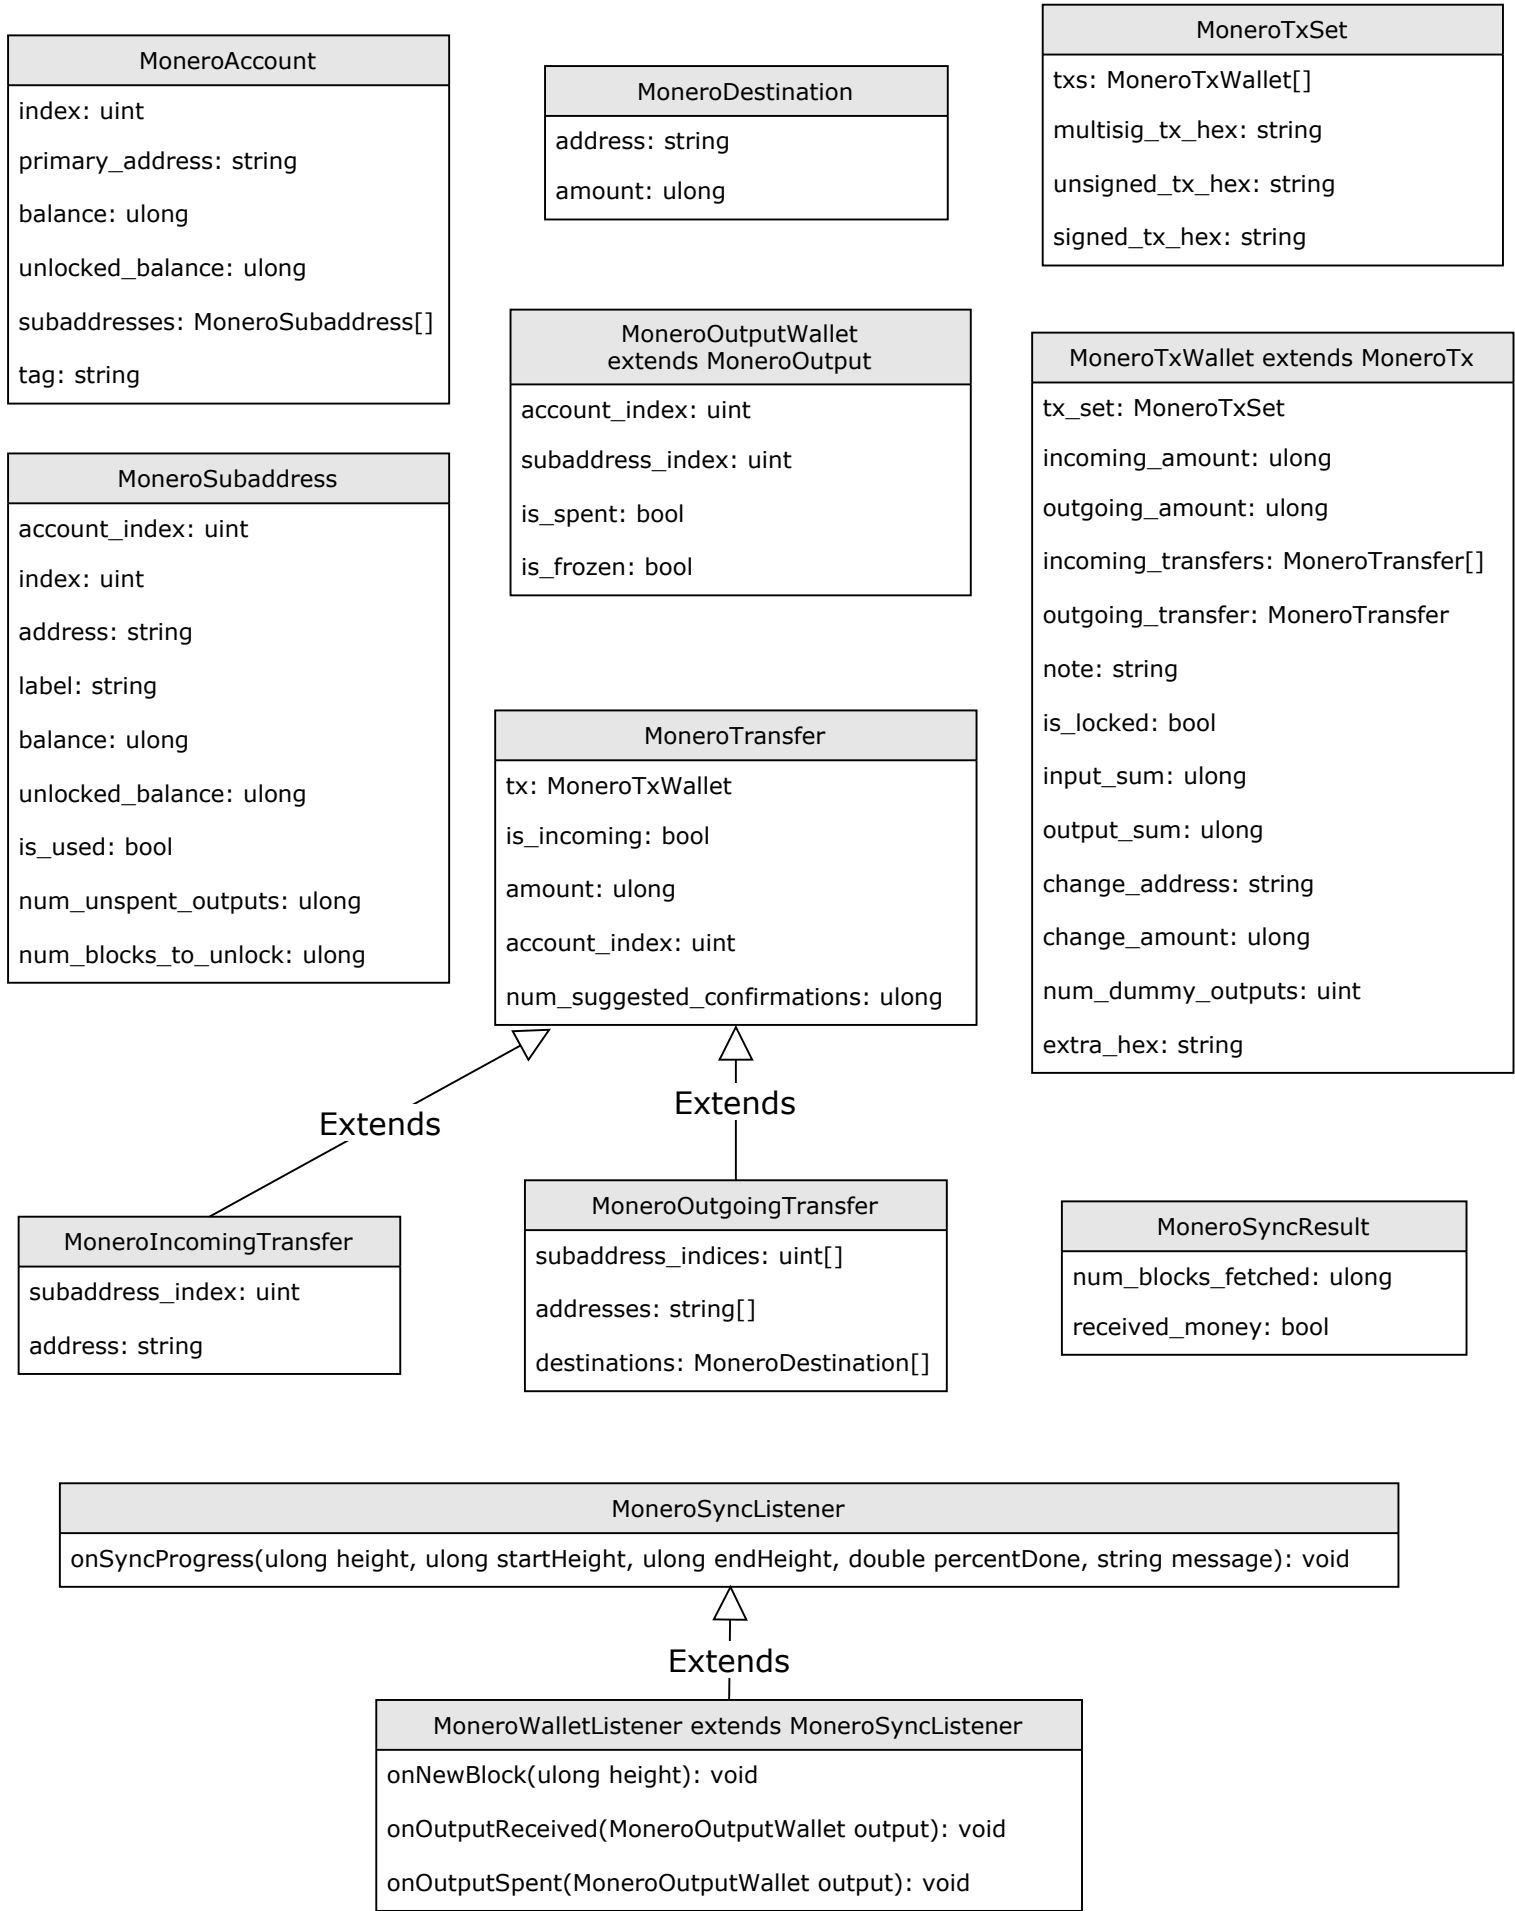 MoneroAccount
index: uint
primary_address: string
balance: ulong
unlocked_balance: ulong
subaddresses: MoneroSubaddress[]
tag: string
MoneroSubaddress
account_index: uint
index: uint
address: string
label: string
balance: ulong
unlocked_balance: ulong
is_used: bool
num_unspent_outputs: ulong
num_blocks_to_unlock: ulong
MoneroDestination
address: string
amount: ulong
MoneroOutputWallet
extends MoneroOutput
account_index: uint
subaddress_index: uint
is_spent: bool
is_frozen: bool
MoneroTxSet
txs: MoneroTxWallet[]
multisig_tx_hex: string
unsigned_tx_hex: string
signed_tx_hex: string
MoneroTxWallet extends MoneroTx
tx_set: MoneroTxSet
incoming_amount: ulong
outgoing_amount: ulong
incoming_transfers: MoneroTransfer[]
outgoing_transfer: MoneroTransfer
note: string
is_locked: bool
input_sum: ulong
output_sum: ulong
change_address: string
change_amount: ulong
num_dummy_outputs: uint
extra_hex: string
MoneroTransfer
tx: MoneroTxWallet
is_incoming: bool
amount: ulong
account_index: uint
num_suggested_confirmations: ulong
Extends
Extends
MoneroIncomingTransfer
subaddress_index: uint
address: string
MoneroOutgoingTransfer
subaddress_indices: uint[]
addresses: string[]
destinations: MoneroDestination[]
MoneroSyncResult
num_blocks_fetched: ulong
received_money: bool
MoneroSyncListener
onSyncProgress(ulong height, ulong startHeight, ulong endHeight, double percentDone, string message): void
Extends
MoneroWalletListener extends MoneroSyncListener
onNewBlock(ulong height): void
onOutputReceived(MoneroOutputWallet output): void
onOutputSpent(MoneroOutputWallet output): void